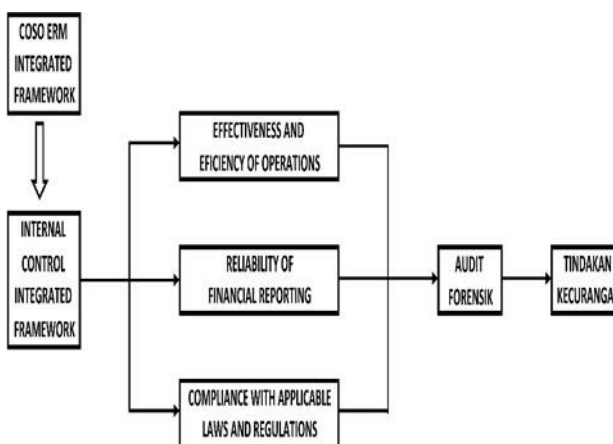 COSO ERM
INTEGRATED
FRAMEWORK
INTERNAL
CONTROL
INTEGRATED
FRAMEWORK
EFFECTIVENESS AND
EFICIENCY OF OPERATIONS
RELIABILITY OF
FINANCIAL REPORTING
COMPLIANCE WITH APPLICABLE
LAWS AND REGULATIONS
AUDIT
FORENSIK
TINDAKAN
KECURANGA